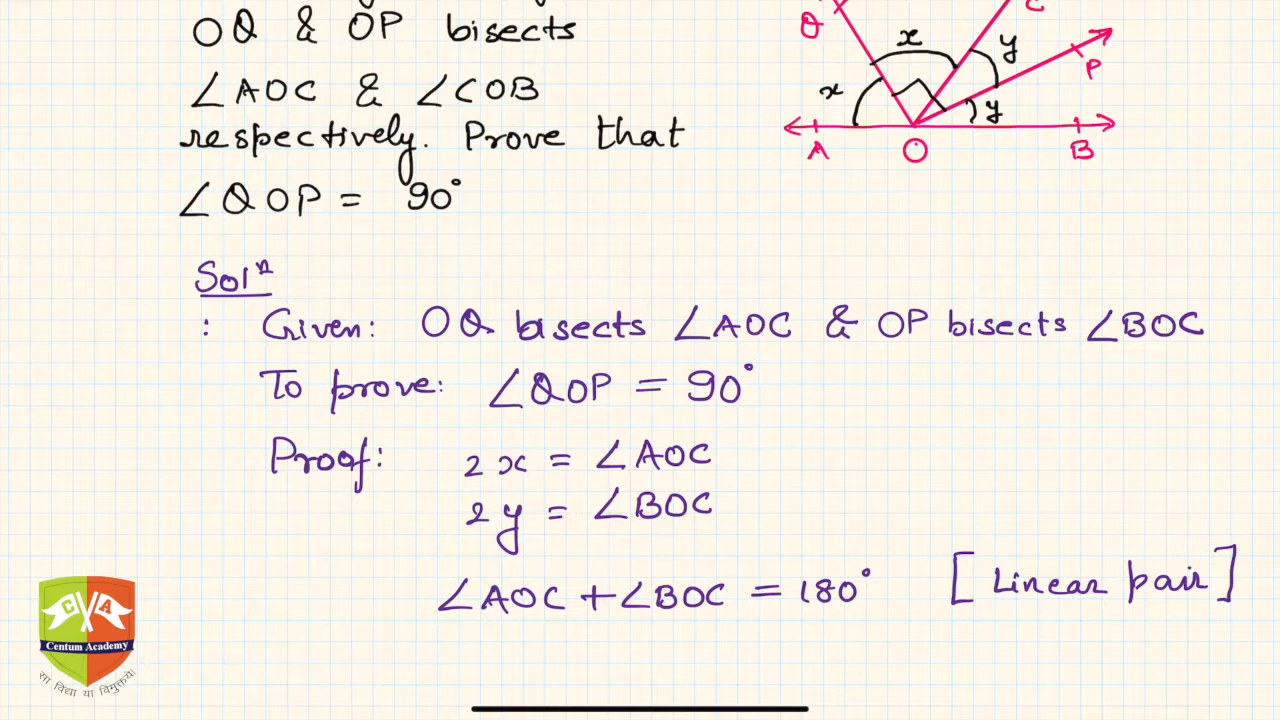 OQ & OP bisects
∠AOC & ∠COB
respectively. Prove that
∠QOP = 90°
Q
C
x
y
P
x
y
A
O
B
Solⁿ
: Given: OQ bisects ∠AOC & OP bisects ∠BOC
To prove: ∠QOP = 90°
Proof: 2x = ∠AOC
2y = ∠BOC
∠AOC + ∠BOC = 180° [Linear pair]
C A
Centum Academy
सा विद्या या विमुक्तये।